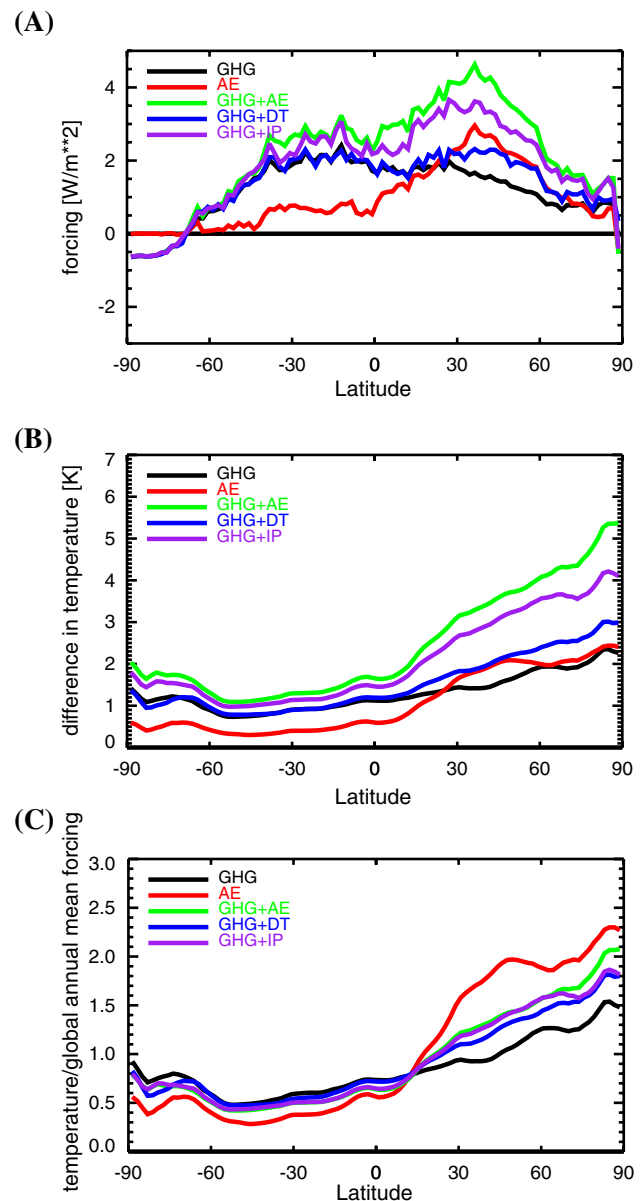 (A)
4
2
0
-2
forcing [W/m**2]
GHG
AE
GHG+AE
GHG+DT
GHG+IP
-90 -60 -30 0 30 60 90
Latitude
(B)
7
6
5
4
3
2
1
0
difference in temperature [K]
GHG
AE
GHG+AE
GHG+DT
GHG+IP
-90 -60 -30 0 30 60 90
Latitude
(C)
3.0
2.5
2.0
1.5
1.0
0.5
0.0
temperature/global annual mean forcing
GHG
AE
GHG+AE
GHG+DT
GHG+IP
-90 -60 -30 0 30 60 90
Latitude